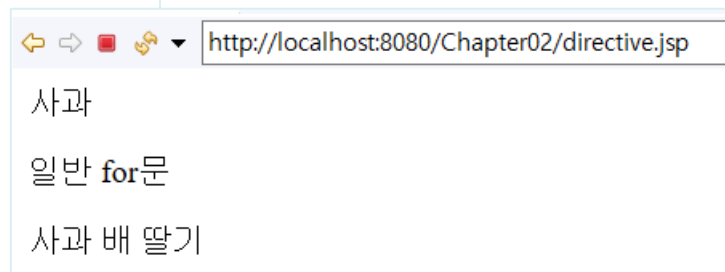 http://localhost:8080/Chapter02/directive.jsp
사과
일반 for문
사과 배 딸기